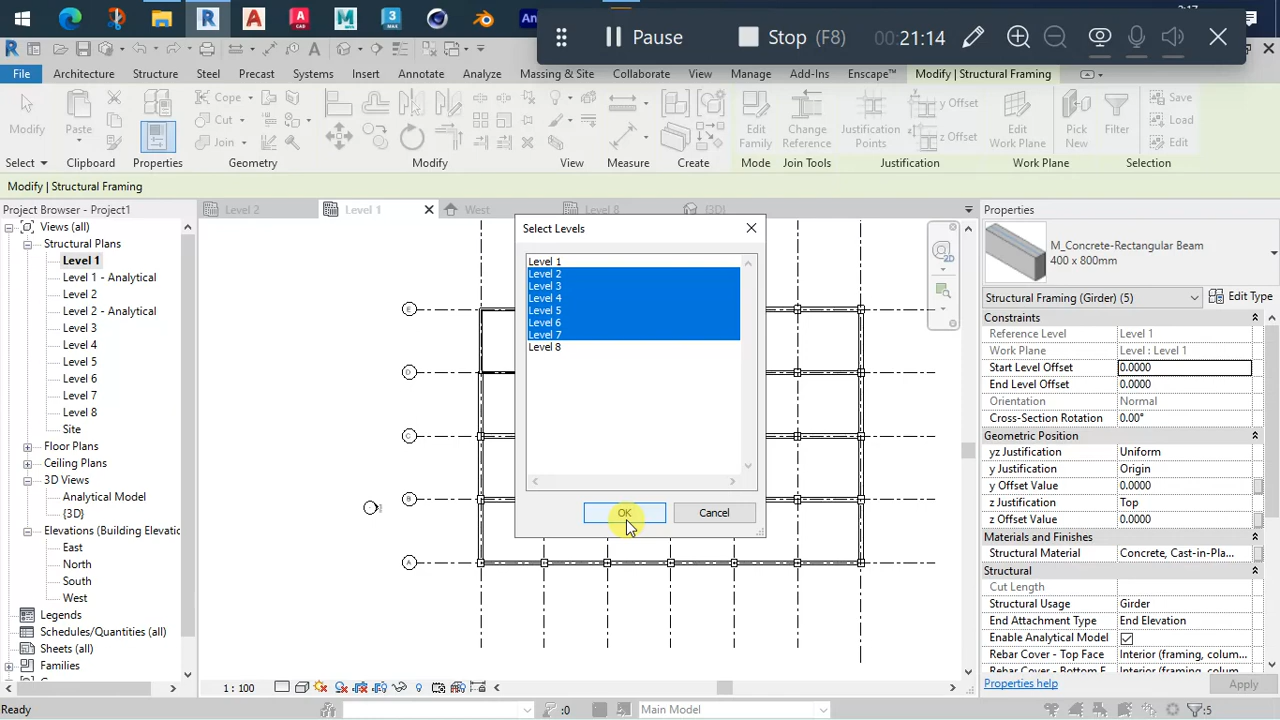 An
2:17
Pause
Stop (F8)
00:21:14
File
Architecture
Structure
Steel
Precast
Systems
Insert
Annotate
Analyze
Massing & Site
Collaborate
View
Manage
Add-Ins
Enscape™
Modify | Structural Framing
Modify
Paste
Cope
Cut
Join
Edit
Family
Change
Reference
Justification
Points
y Offset
z Offset
Edit
Work Plane
Pick
New
Filter
Save
Load
Edit
Select
Clipboard
Properties
Geometry
Modify
View
Measure
Create
Mode
Join Tools
Justification
Work Plane
Selection
Modify | Structural Framing
Project Browser - Project1
Views (all)
Structural Plans
Level 1
Level 1 - Analytical
Level 2
Level 2 - Analytical
Level 3
Level 4
Level 5
Level 6
Level 7
Level 8
Site
Floor Plans
Ceiling Plans
3D Views
Analytical Model
{3D}
Elevations (Building Elevatic
East
North
South
West
Legends
Schedules/Quantities (all)
Sheets (all)
Families
Level 2
Level 1
West
Level 8
{3D}
E
D
C
B
A
Select Levels
Level 1
Level 2
Level 3
Level 4
Level 5
Level 6
Level 7
Level 8
OK
Cancel
2D
Properties
M_Concrete-Rectangular Beam
400 x 800mm
Structural Framing (Girder) (5)
Edit Type
Constraints
Reference Level Level 1
Work Plane Level : Level 1
Start Level Offset 0.0000
End Level Offset 0.0000
Orientation Normal
Cross-Section Rotation 0.00°
Geometric Position
yz Justification Uniform
y Justification Origin
y Offset Value 0.0000
z Justification Top
z Offset Value 0.0000
Materials and Finishes
Structural Material Concrete, Cast-in-Pla...
Structural
Cut Length
Structural Usage Girder
End Attachment Type End Elevation
Enable Analytical Model
Rebar Cover - Top Face Interior (framing, colum...
Rebar Cover - Bottom F Interior (framing, colum...
Properties help
Apply
1 : 100
Ready
:0
Main Model
:5